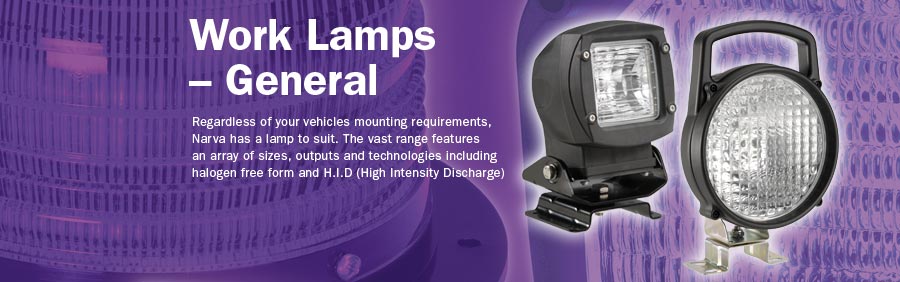 Work Lamps
– General
Regardless of your vehicles mounting requirements,
Narva has a lamp to suit. The vast range features
an array of sizes, outputs and technologies including
halogen free form and H.I.D (High Intensity Discharge)